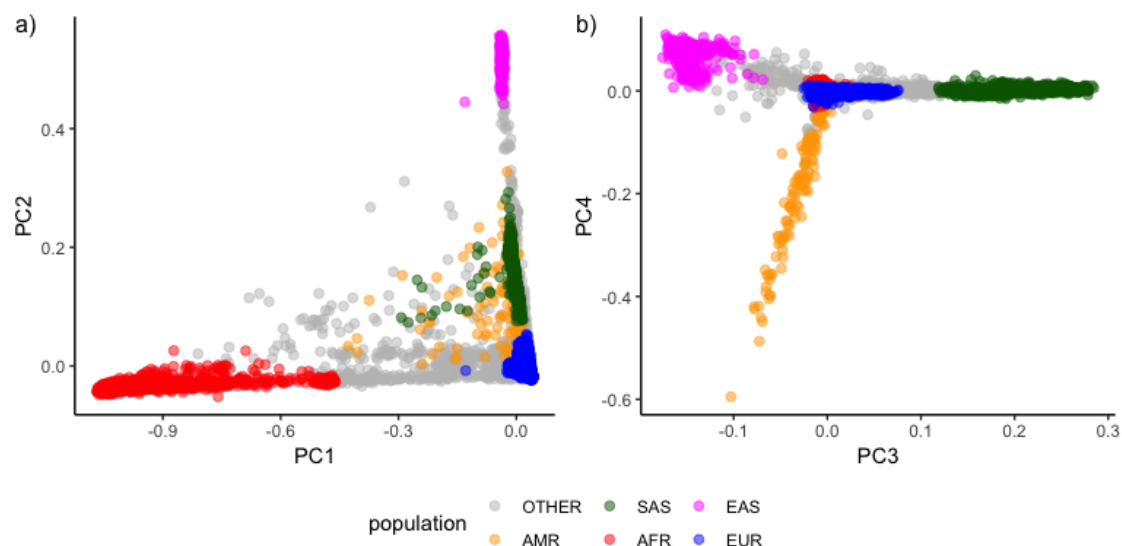 a)
b)
0.4
0.2
0.0
PC2
-0.9
-0.6
-0.3
0.0
PC1
0.0
-0.2
-0.4
-0.6
PC4
-0.1
0.0
0.1
0.2
0.3
PC3
population
OTHER SAS EAS
AMR AFR EUR